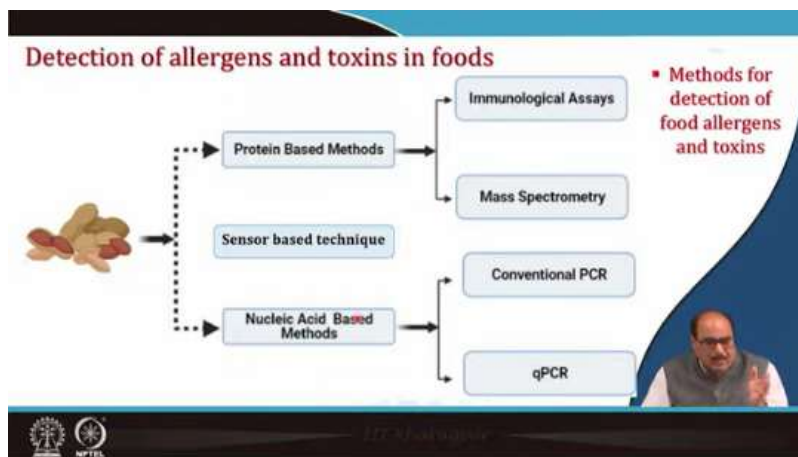 Detection of allergens and toxins in foods
Immunological Assays
Protein Based Methods
Mass Spectrometry
Sensor based technique
Conventional PCR
Nucleic Acid Based
Methods
qPCR
▪ Methods for
detection of
food allergens
and toxins
NPTEL